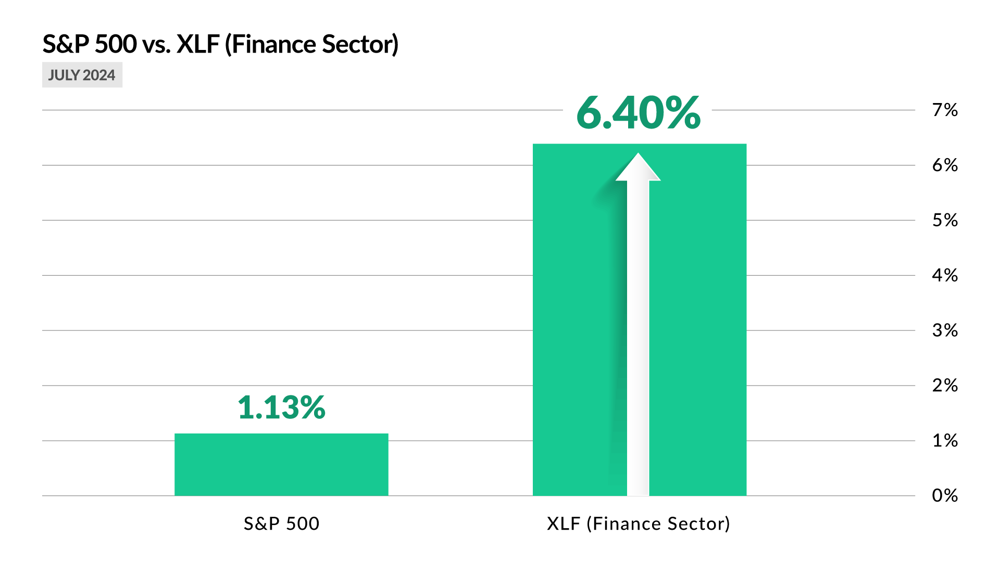 S&P 500 vs. XLF (Finance Sector)
JULY 2024
6.40%
7%
6%
5%
4%
3%
2%
1.13%
1%
0%
S&P 500
XLF (Finance Sector)